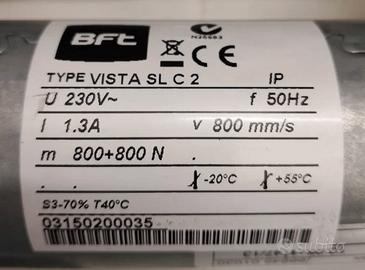 BFt
N25683
TYPE VISTA SL C 2 IP
U 230V~ f 50Hz
I 1.3A v 800 mm/s
m 800+800 N .
. . -20°C +55°C
S3-70% T40°C
03150200035
subito